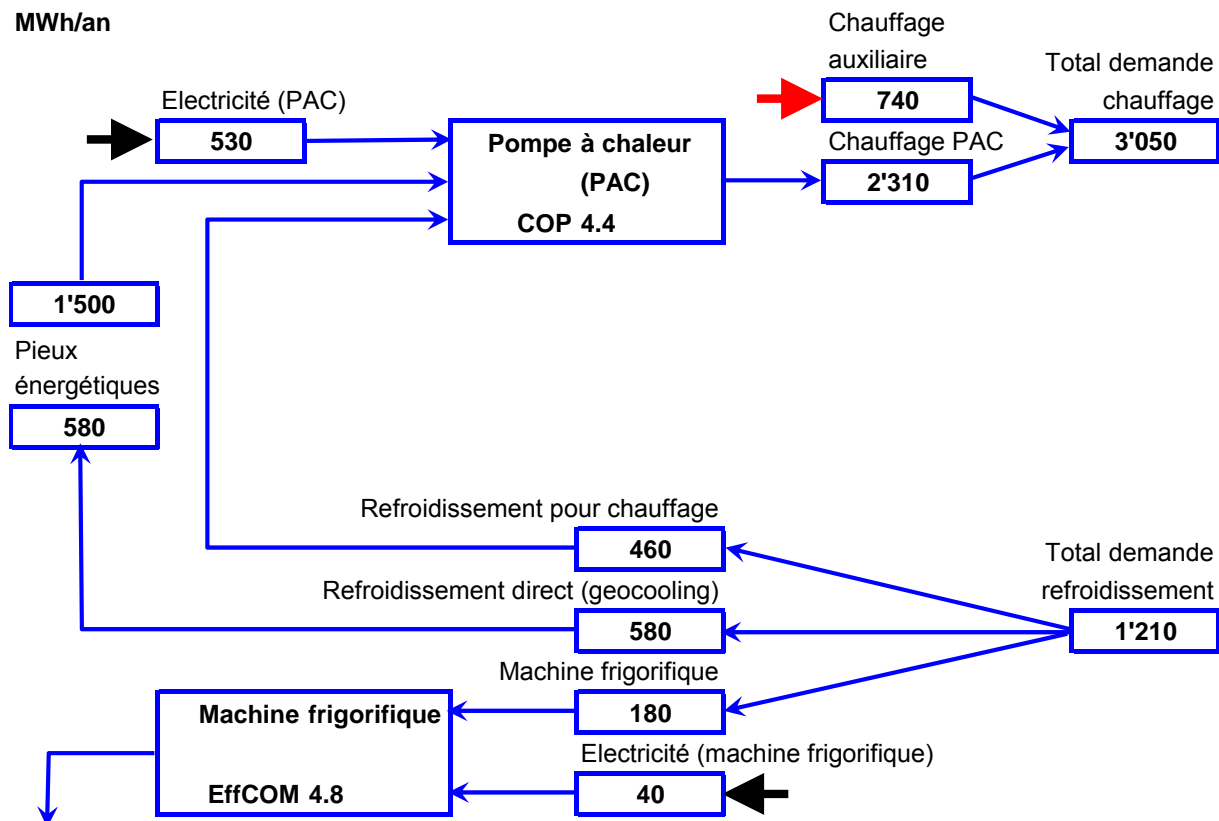 MWh/an
Chauffage
auxiliaire
740
Total demande
chauffage
3'050
Electricité (PAC)
530
Pompe à chaleur
(PAC)
COP 4.4
Chauffage PAC
2'310
1'500
Pieux
énergétiques
580
Refroidissement pour chauffage
460
Refroidissement direct (geocooling)
580
Total demande
refroidissement
1'210
Machine frigorifique
180
Machine frigorifique
EffCOM 4.8
Electricité (machine frigorifique)
40